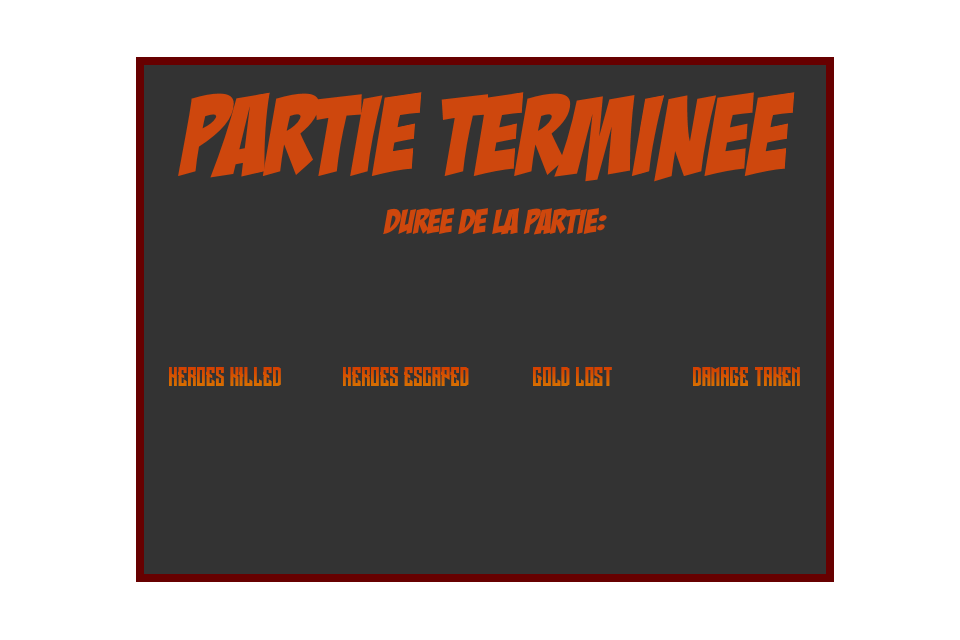 PARTIE TERMINEE
DUREE DE LA PARTIE:
HEROES KILLED HEROES ESCAPED GOLD LOST DAMAGE TAKEN